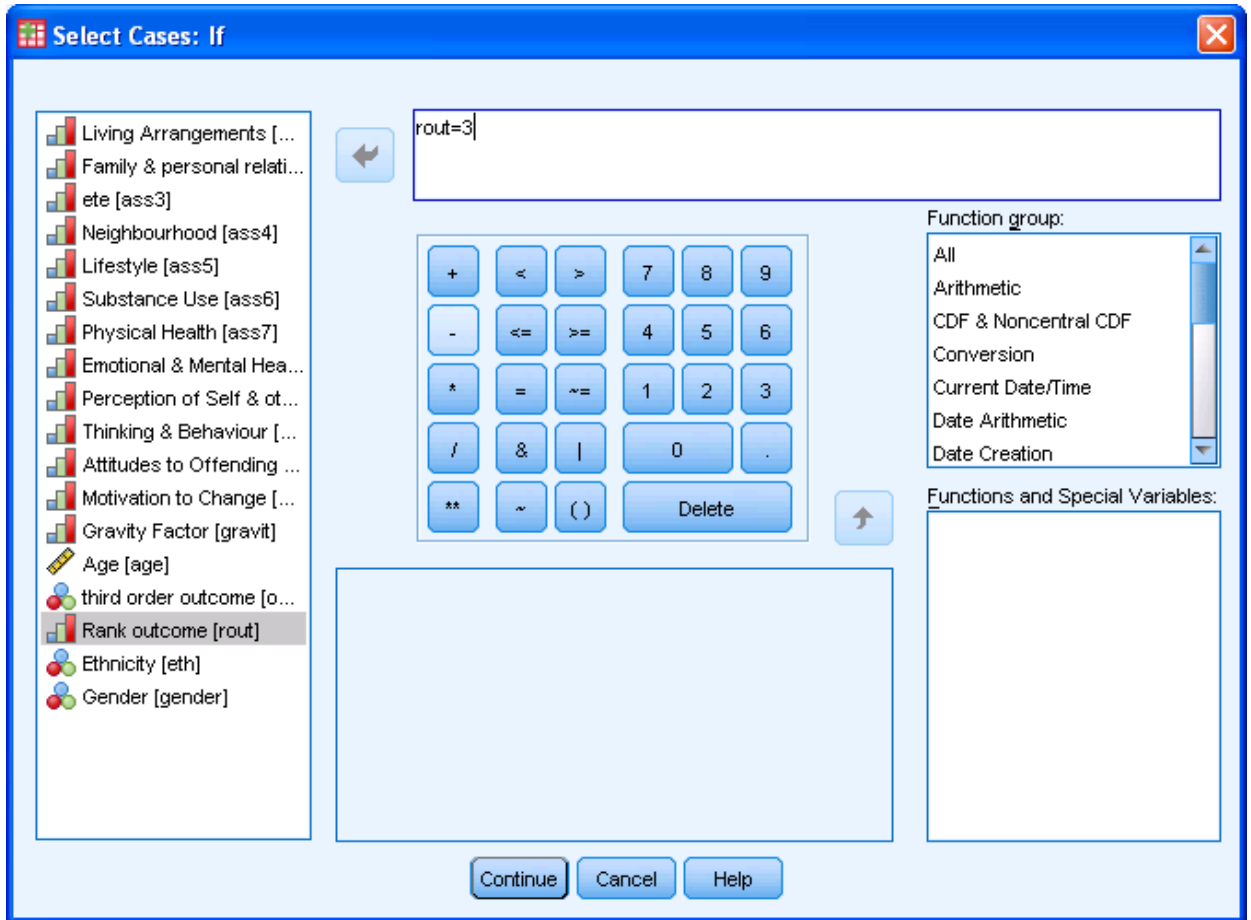 Select Cases: If
Living Arrangements [...
Family & personal relati...
ete [ass3]
Neighbourhood [ass4]
Lifestyle [ass5]
Substance Use [ass6]
Physical Health [ass7]
Emotional & Mental Hea...
Perception of Self & ot...
Thinking & Behaviour [...
Attitudes to Offending ...
Motivation to Change [...
Gravity Factor [gravit]
Age [age]
third order outcome [o...
Rank outcome [rout]
Ethnicity [eth]
Gender [gender]
rout=3
+ < > 7 8 9
- <= >= 4 5 6
* = ~= 1 2 3
/ & | 0 .
** ~ ( ) Delete
Function group:
All
Arithmetic
CDF & Noncentral CDF
Conversion
Current Date/Time
Date Arithmetic
Date Creation
Functions and Special Variables:
Continue Cancel Help